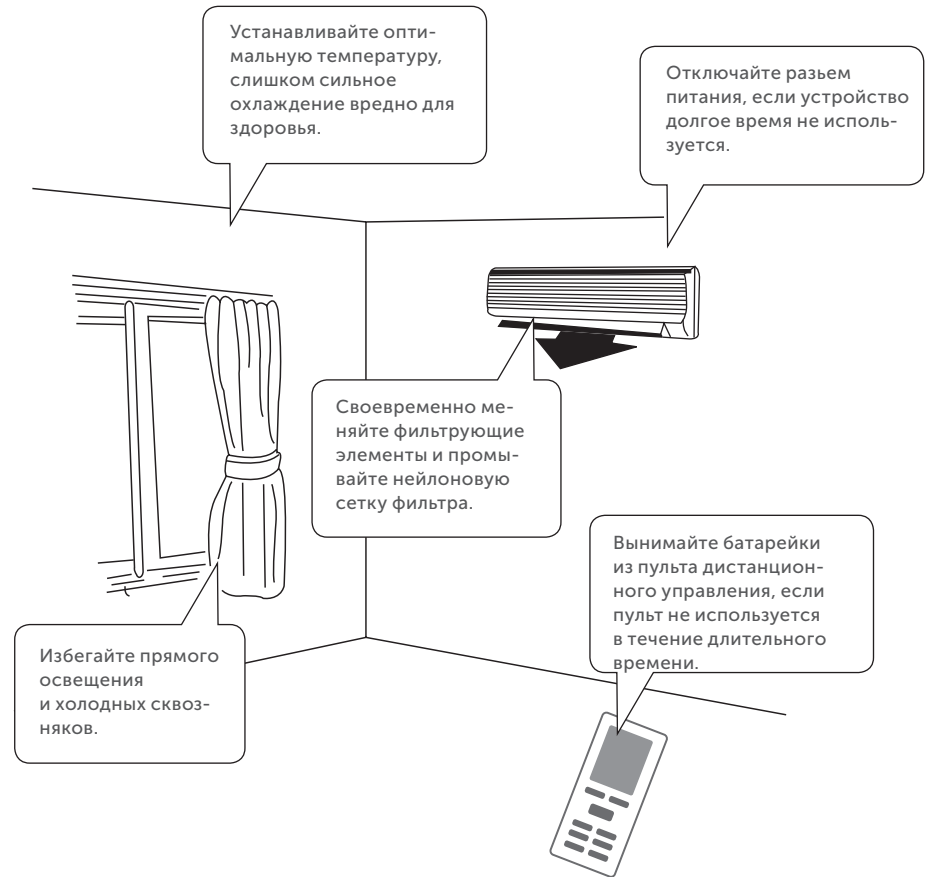 Устанавливайте опти-
мальную температуру,
слишком сильное
охлаждение вредно для
здоровья.
Отключайте разьем
питания, если устройство
долгое время не исполь-
зуется.
Своевременно ме-
няйте фильтрующие
элементы и промы-
вайте нейлоновую
сетку фильтра.
Вынимайте батарейки
из пульта дистанцион-
ного управления, если
пульт не используется
в течение длительного
времени.
Избегайте прямого
освещения
и холодных сквоз-
няков.